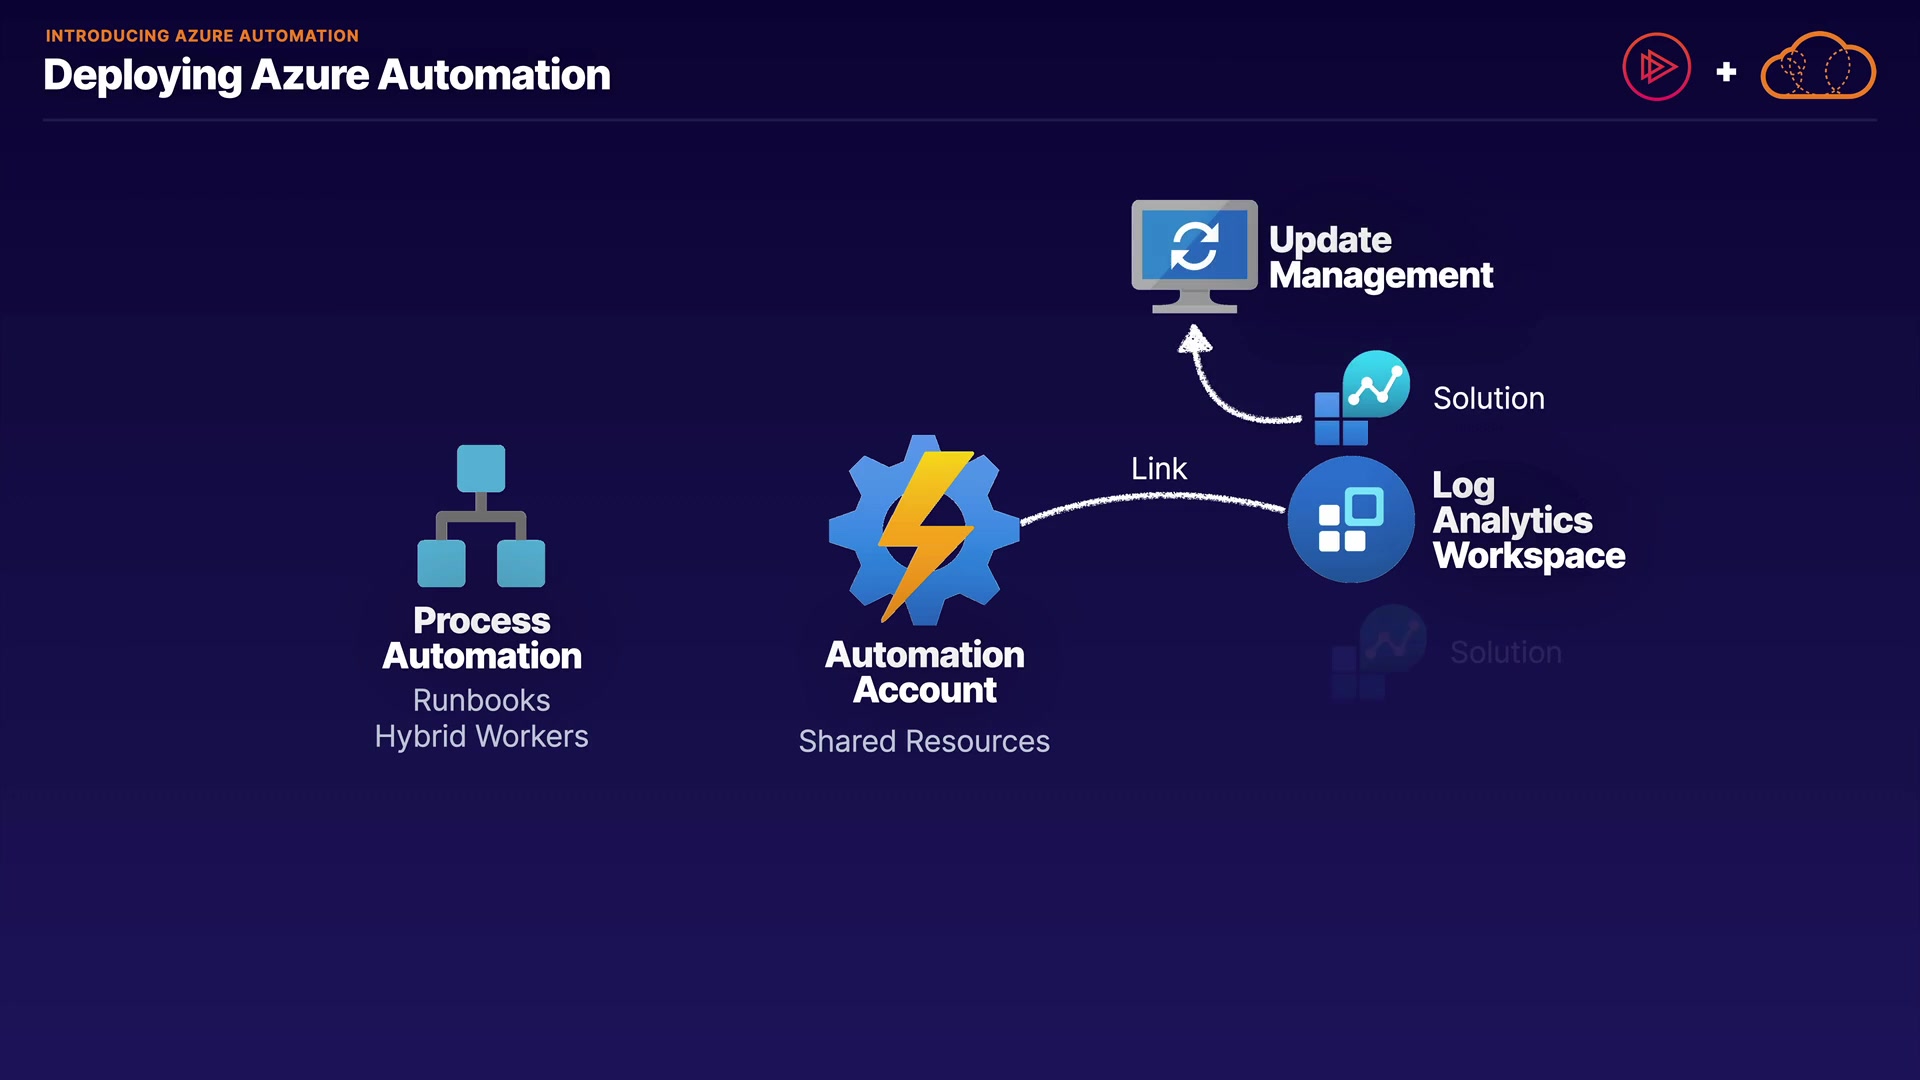 INTRODUCING AZURE AUTOMATION
Deploying Azure Automation
Update
Management
Solution
Link
Log
Analytics
Workspace
Process
Automation
Runbooks
Hybrid Workers
Automation
Account
Shared Resources
Solution